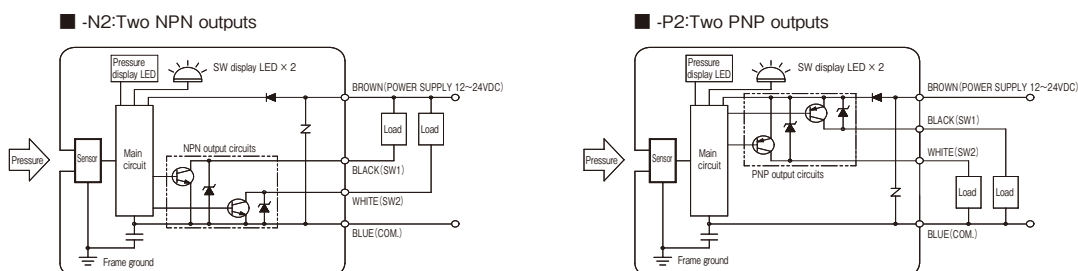 ■ -N2:Two NPN outputs
Pressure
display LED
SW display LED × 2
BROWN(POWER SUPPLY 12~24VDC)
Load
Load
NPN output circuits
Pressure
Sensor
Main
circuit
BLACK(SW1)
WHITE(SW2)
BLUE(COM.)
Frame ground
■ -P2:Two PNP outputs
Pressure
display LED
SW display LED × 2
BROWN(POWER SUPPLY 12~24VDC)
BLACK(SW1)
Pressure
Sensor
Main
circuit
WHITE(SW2)
PNP output circuits
Load
Load
BLUE(COM.)
Frame ground